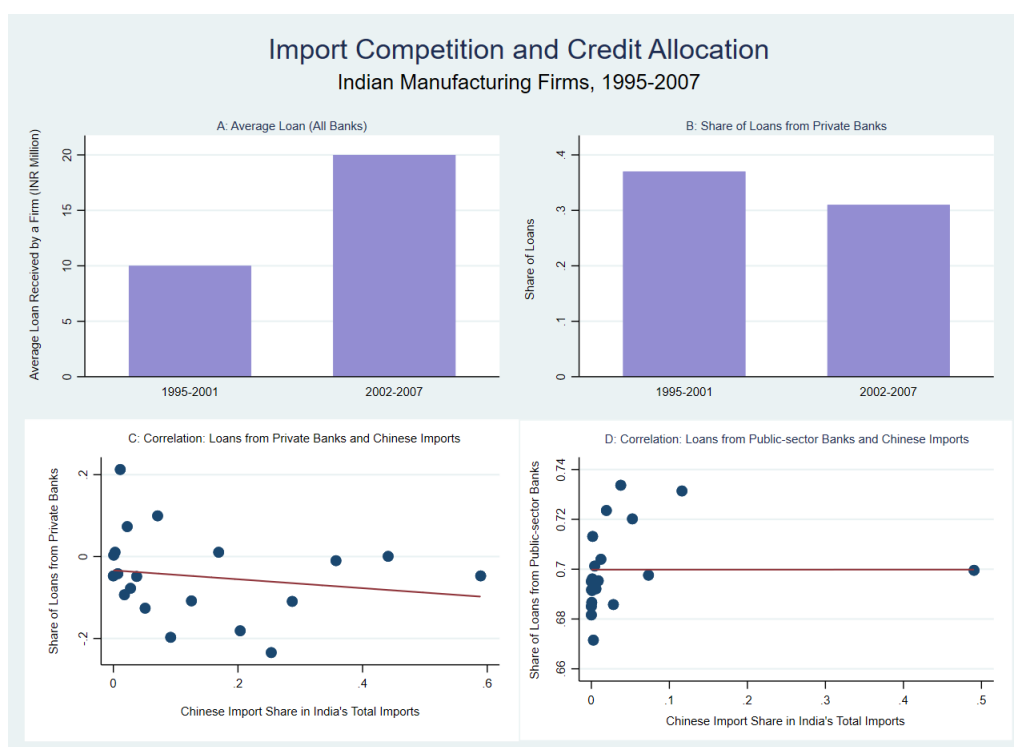 Import Competition and Credit Allocation
Indian Manufacturing Firms, 1995-2007
A: Average Loan (All Banks)
Average Loan Received by a Firm (INR Million)
20
15
10
5
0
1995-2001
2002-2007
B: Share of Loans from Private Banks
Share of Loans
.4
.3
.2
.1
0
1995-2001
2002-2007
C: Correlation: Loans from Private Banks and Chinese Imports
Share of Loans from Private Banks
.2
0
-.2
0
.2
.4
.6
Chinese Import Share in India's Total Imports
D: Correlation: Loans from Public-sector Banks and Chinese Imports
Share of Loans from Public-sector Banks
0.74
0.72
0.7
.68
.66
0
.1
.2
.3
.4
.5
Chinese Import Share in India's Total Imports